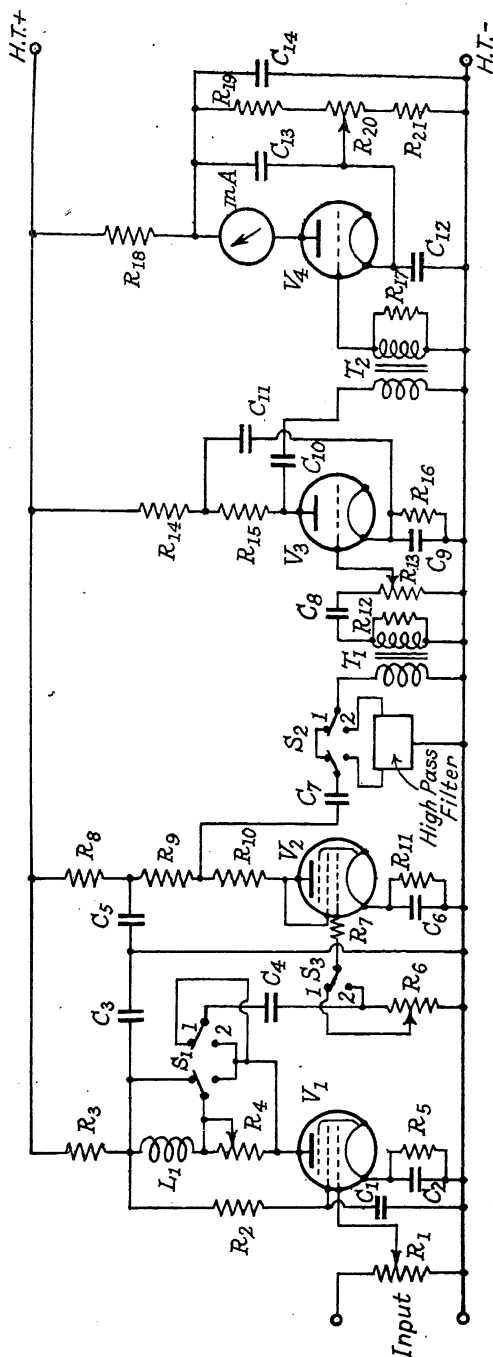 H.T.+
R3
R8
R14
R18
C3
C5
L1
S1
1
2
R9
R15
C11
mA
C13
R19
C14
R2
R4
C4
R10
C7
S2
1
2
C10
T2
V4
R20
R21
V1
S3
1
2
R7
V2
High Pass
Filter
T1
C8
R12
V3
R13
R17
C12
R1
C1
C2
R5
R6
C6
R11
C9
R16
Input
H.T.-